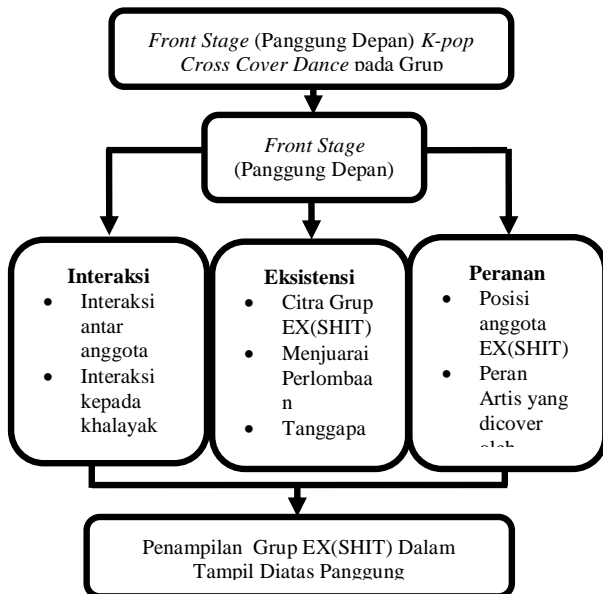 Front Stage (Panggung Depan) K-pop
Cross Cover Dance pada Grup
Front Stage
(Panggung Depan)
Interaksi
• Interaksi
antar
anggota
• Interaksi
kepada
khalayak
Eksistensi
• Citra Grup
EX(SHIT)
• Menjuarai
Perlombaa
n
• Tanggapa
Peranan
• Posisi
anggota
EX(SHIT)
• Peran
Artis yang
dicover
Penampilan Grup EX(SHIT) Dalam
Tampil Diatas Panggung